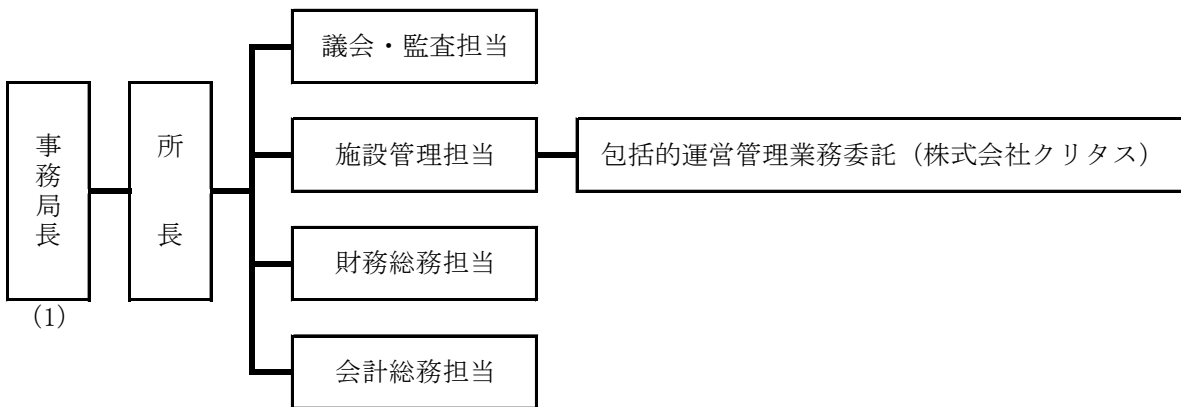 事務局長
(1)
所長
議会・監査担当
施設管理担当
包括的運営管理業務委託（株式会社クリタス）
財務総務担当
会計総務担当